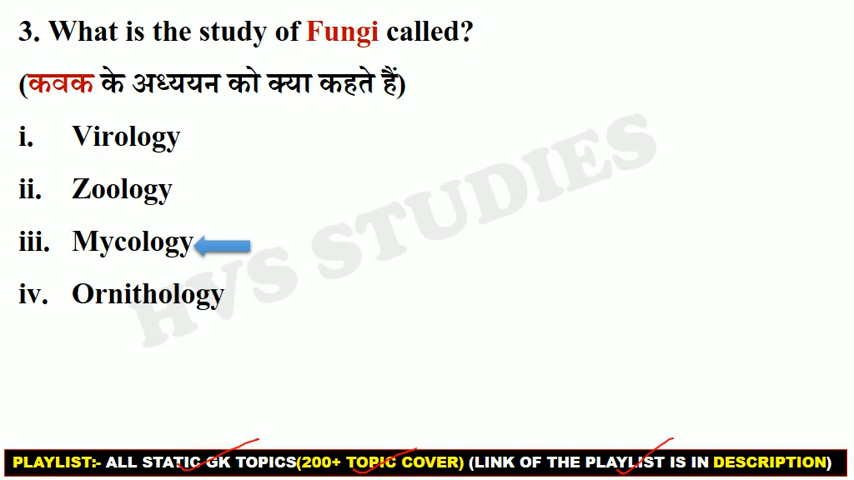 3. What is the study of Fungi called?
(कवक के अध्ययन को क्या कहते हैं)
i. Virology
ii. Zoology
iii. Mycology
iv. Ornithology
HVS STUDIES
PLAYLIST:- ALL STATIC GK TOPICS(200+ TOPIC COVER) (LINK OF THE PLAYLIST IS IN DESCRIPTION)